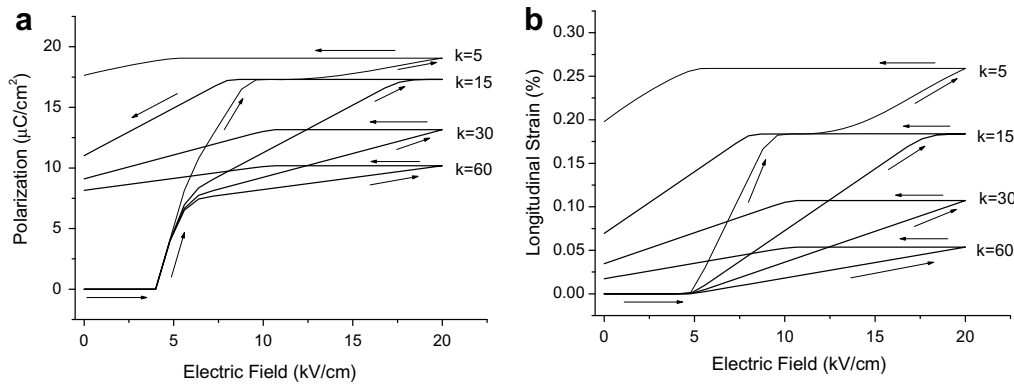 a
Polarization (μC/cm²)
20
15
10
5
0
k=5
k=15
k=30
k=60
0
5
10
15
20
Electric Field (kV/cm)
b
Longitudinal Strain (%)
0.30
0.25
0.20
0.15
0.10
0.05
0.00
k=5
k=15
k=30
k=60
0
5
10
15
20
Electric Field (kV/cm)